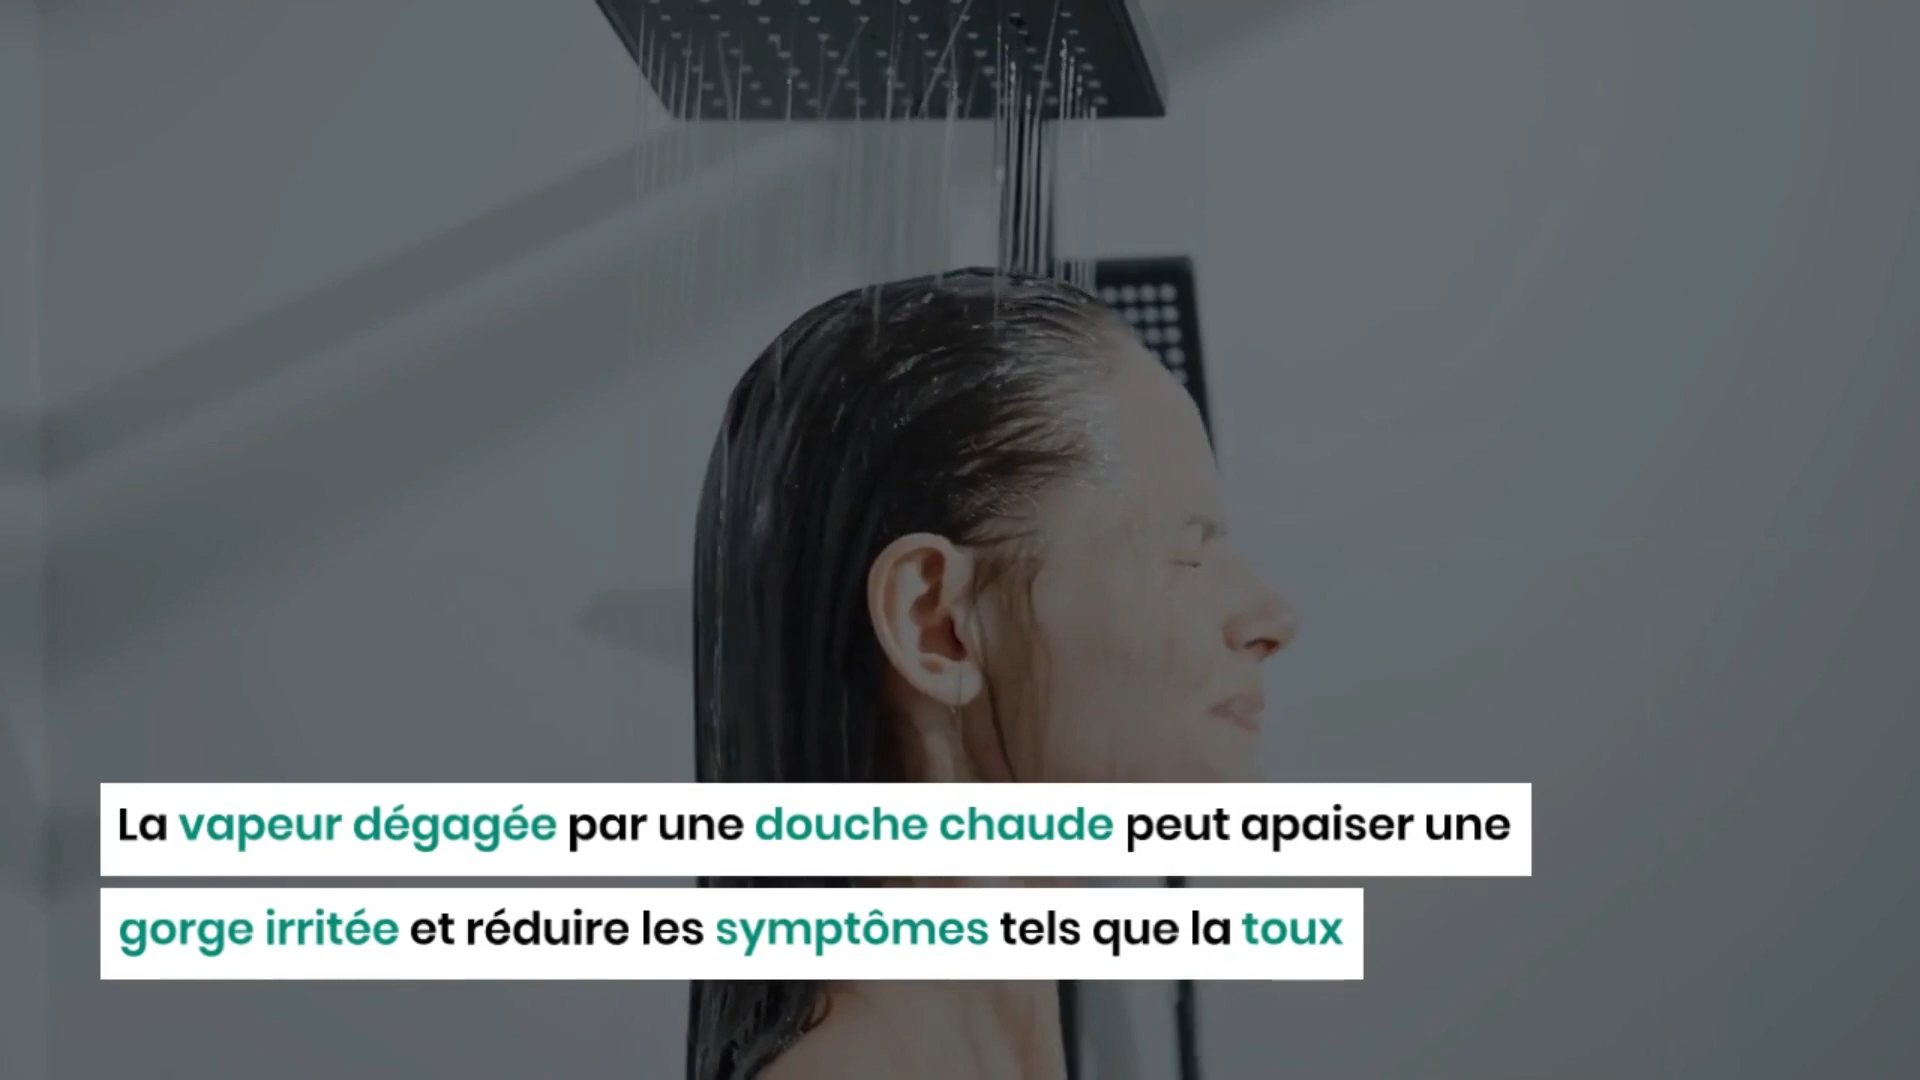 La vapeur dégagée par une douche chaude peut apaiser une
gorge irritée et réduire les symptômes tels que la toux